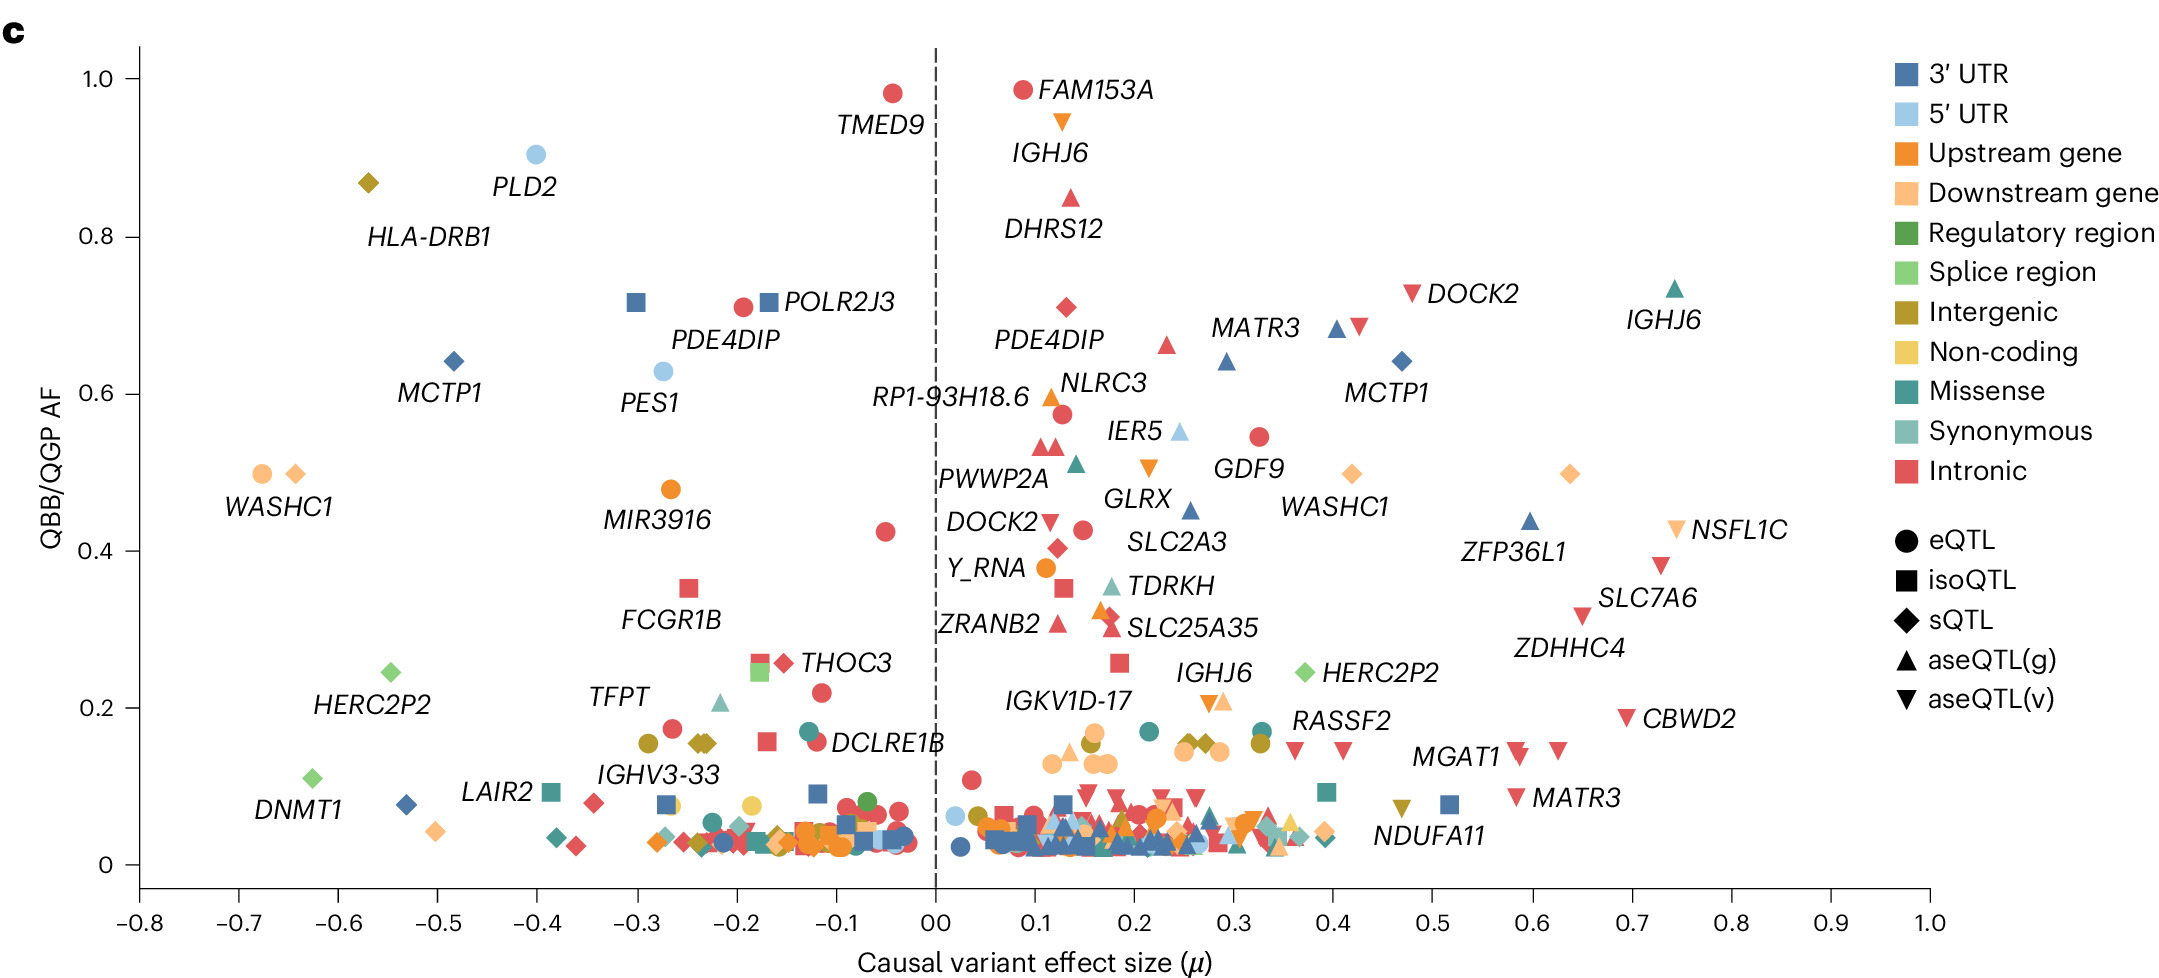 c
1.0
0.8
0.6
0.4
0.2
0
QBB/QGP AF
TMED9
FAM153A
IGHJ6
PLD2
HLA-DRB1
DHRS12
POLR2J3
PDE4DIP
PDE4DIP
DOCK2
IGHJ6
MATR3
MCTP1
PES1
RP1-93H18.6
NLRC3
MCTP1
IER5
GDF9
PWWP2A
GLRX
WASHC1
WASHC1
MIR3916
DOCK2
SLC2A3
ZFP36L1
NSFL1C
Y_RNA
TDRKH
SLC7A6
FCGR1B
ZRANB2
SLC25A35
ZDHHC4
THOC3
IGHJ6
HERC2P2
HERC2P2
TFPT
IGKV1D-17
RASSF2
CBWD2
DCLRE1B
MGAT1
IGHV3-33
LAIR2
DNMT1
MATR3
NDUFA11
−0.8 −0.7 −0.6 −0.5 −0.4 −0.3 −0.2 −0.1 0.0 0.1 0.2 0.3 0.4 0.5 0.6 0.7 0.8 0.9 1.0
Causal variant effect size (μ)
3′ UTR
5′ UTR
Upstream gene
Downstream gene
Regulatory region
Splice region
Intergenic
Non-coding
Missense
Synonymous
Intronic
eQTL
isoQTL
sQTL
aseQTL(g)
aseQTL(v)